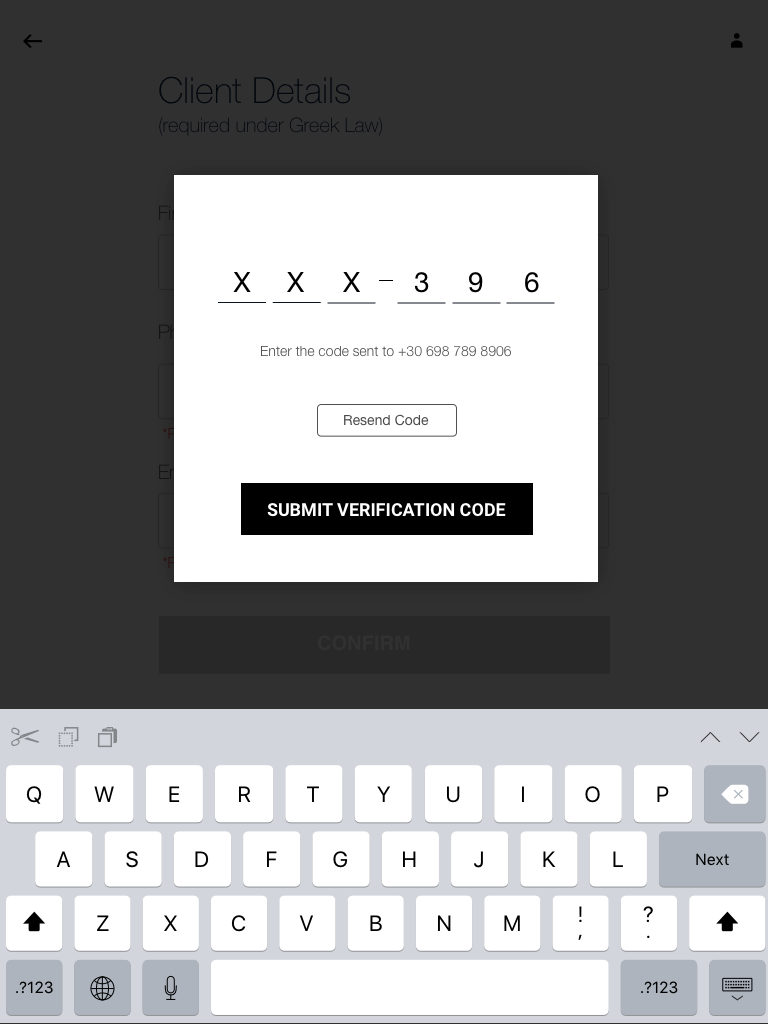 Client Details
(required under Greek Law)
X X X – 3 9 6
Enter the code sent to +30 698 789 8906
Resend Code
SUBMIT VERIFICATION CODE
CONFIRM
Q W E R T Y U I O P
A S D F G H J K L Next
Z X C V B N M ! , ? .
.?123 .?123